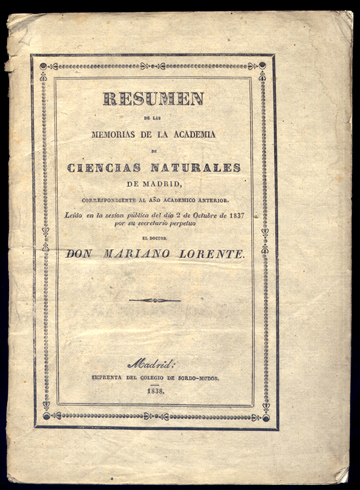 RESUMEN
DE LAS
MEMORIAS DE LA ACADEMIA
DE
CIENCIAS NATURALES
DE MADRID,
CORRESPONDIENTE AL AÑO ACADEMICO ANTERIOR.
Leida en la sesion pública del dia 2 de Octubre de 1837
por su secretario perpetuo
EL DOCTOR
DON MARIANO LORENTE.
Madrid:
IMPRENTA DEL COLEGIO DE SORDO-MUDOS.
1838.